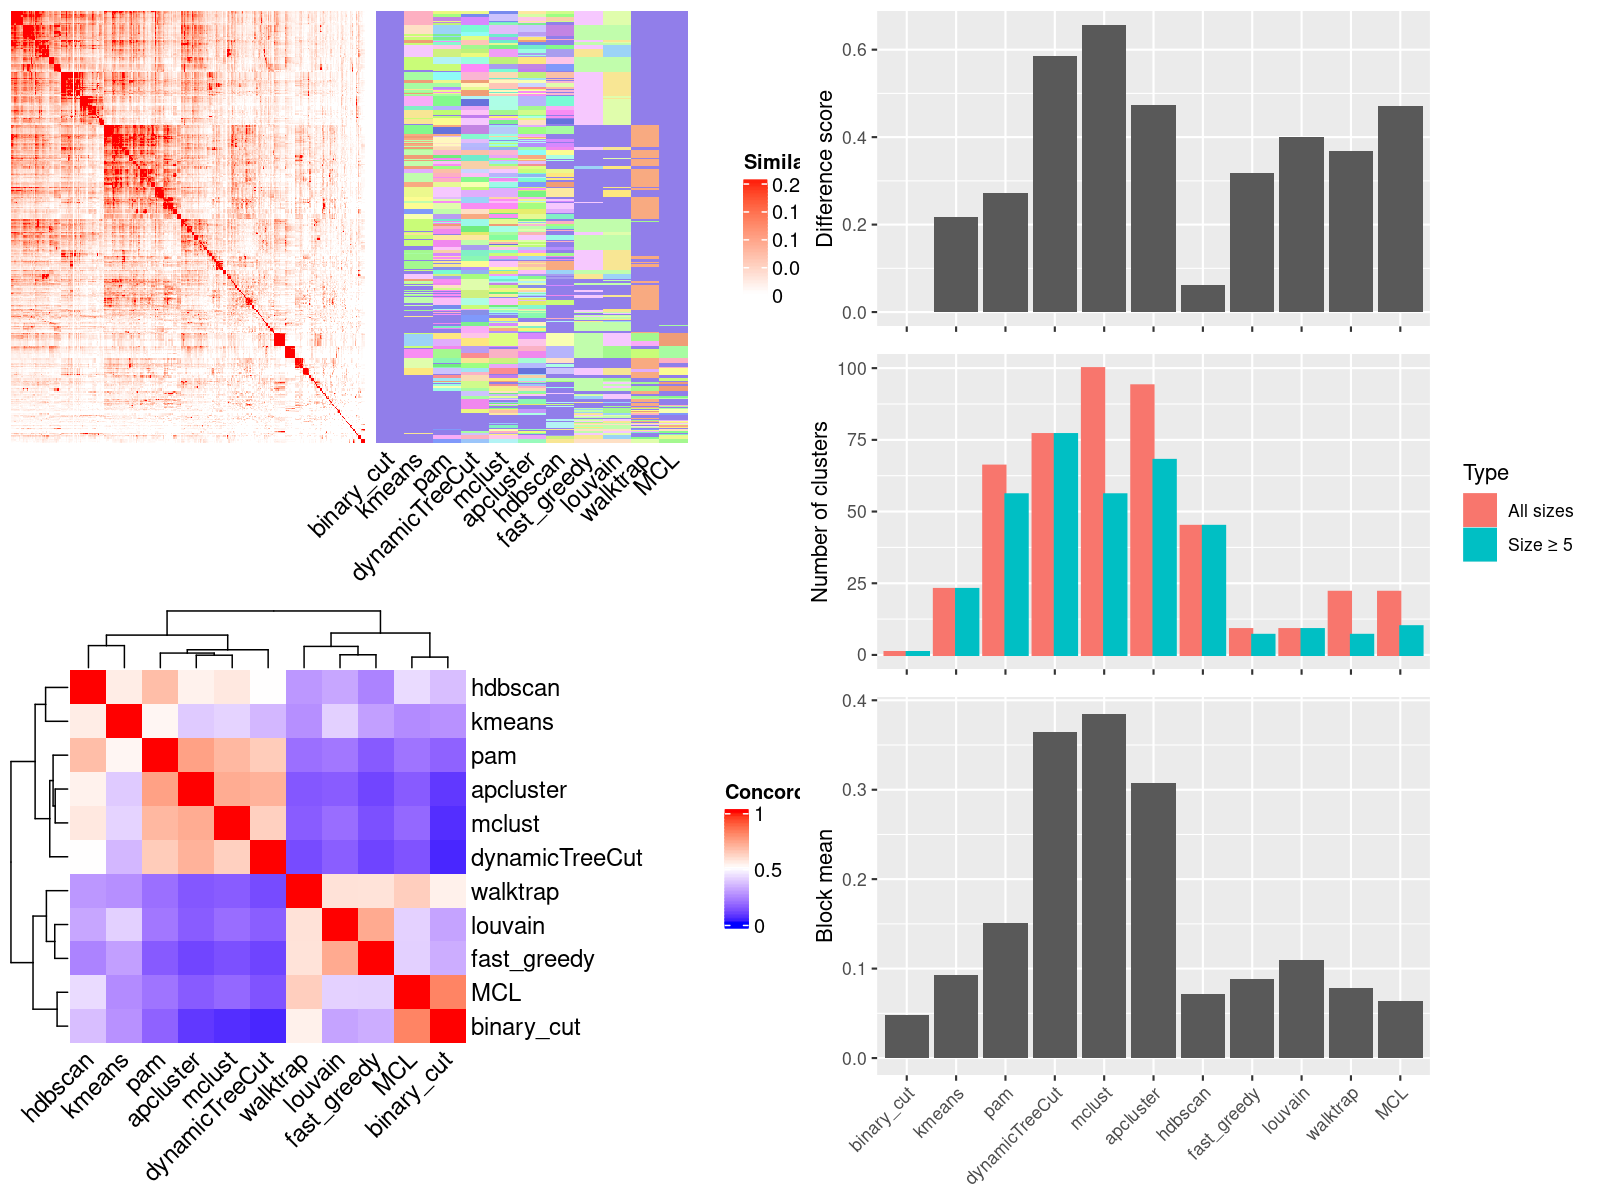 Simila
0.2
0.1
0.1
0.0
0
binary_cut
kmeans
pam
dynamicTreeCut
mclust
apcluster
hdbscan
fast_greedy
louvain
walktrap
MCL
hdbscan
kmeans
pam
apcluster
mclust
dynamicTreeCut
walktrap
louvain
fast_greedy
MCL
binary_cut
hdbscan
kmeans
pam
apcluster
mclust
dynamicTreeCut
walktrap
louvain
fast_greedy
MCL
binary_cut
Concord
1
0.5
0
Difference score
0.6
0.4
0.2
0.0
Number of clusters
100
75
50
25
0
Type
All sizes
Size ≥ 5
Block mean
0.4
0.3
0.2
0.1
0.0
binary_cut
kmeans
pam
dynamicTreeCut
mclust
apcluster
hdbscan
fast_greedy
louvain
walktrap
MCL